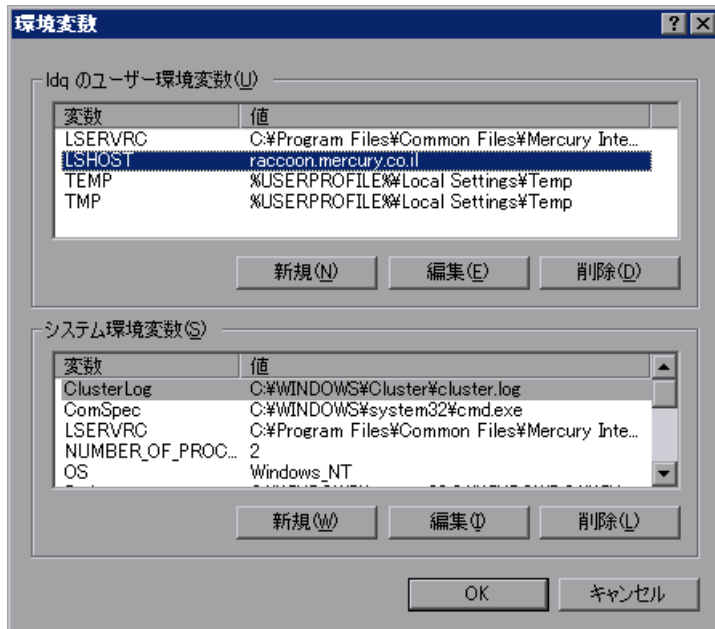 環境変数
ldq のユーザー環境変数(U)
変数 値
LSERVRC C:¥Program Files¥Common Files¥Mercury Inte...
LSHOST raccoon.mercury.co.il
TEMP %USERPROFILE%¥Local Settings¥Temp
TMP %USERPROFILE%¥Local Settings¥Temp
新規(N) 編集(E) 削除(D)
システム環境変数(S)
変数 値
ClusterLog C:¥WINDOWS¥Cluster¥cluster.log
ComSpec C:¥WINDOWS¥system32¥cmd.exe
LSERVRC C:¥Program Files¥Common Files¥Mercury Inte...
NUMBER_OF_PROC... 2
OS Windows_NT
新規(W) 編集(I) 削除(L)
OK キャンセル